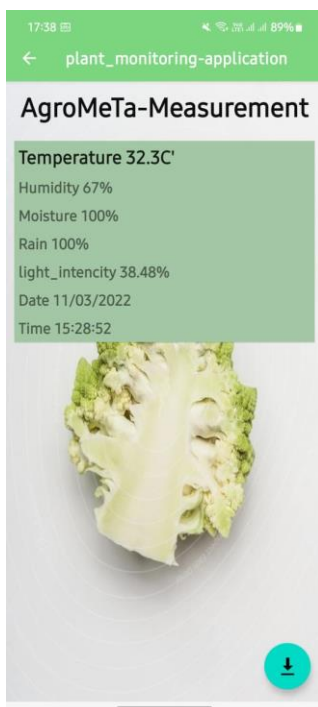 17:38 89%
plant_monitoring-application
AgroMeTa-Measurement
Temperature 32.3C'
Humidity 67%
Moisture 100%
Rain 100%
light_intencity 38.48%
Date 11/03/2022
Time 15:28:52